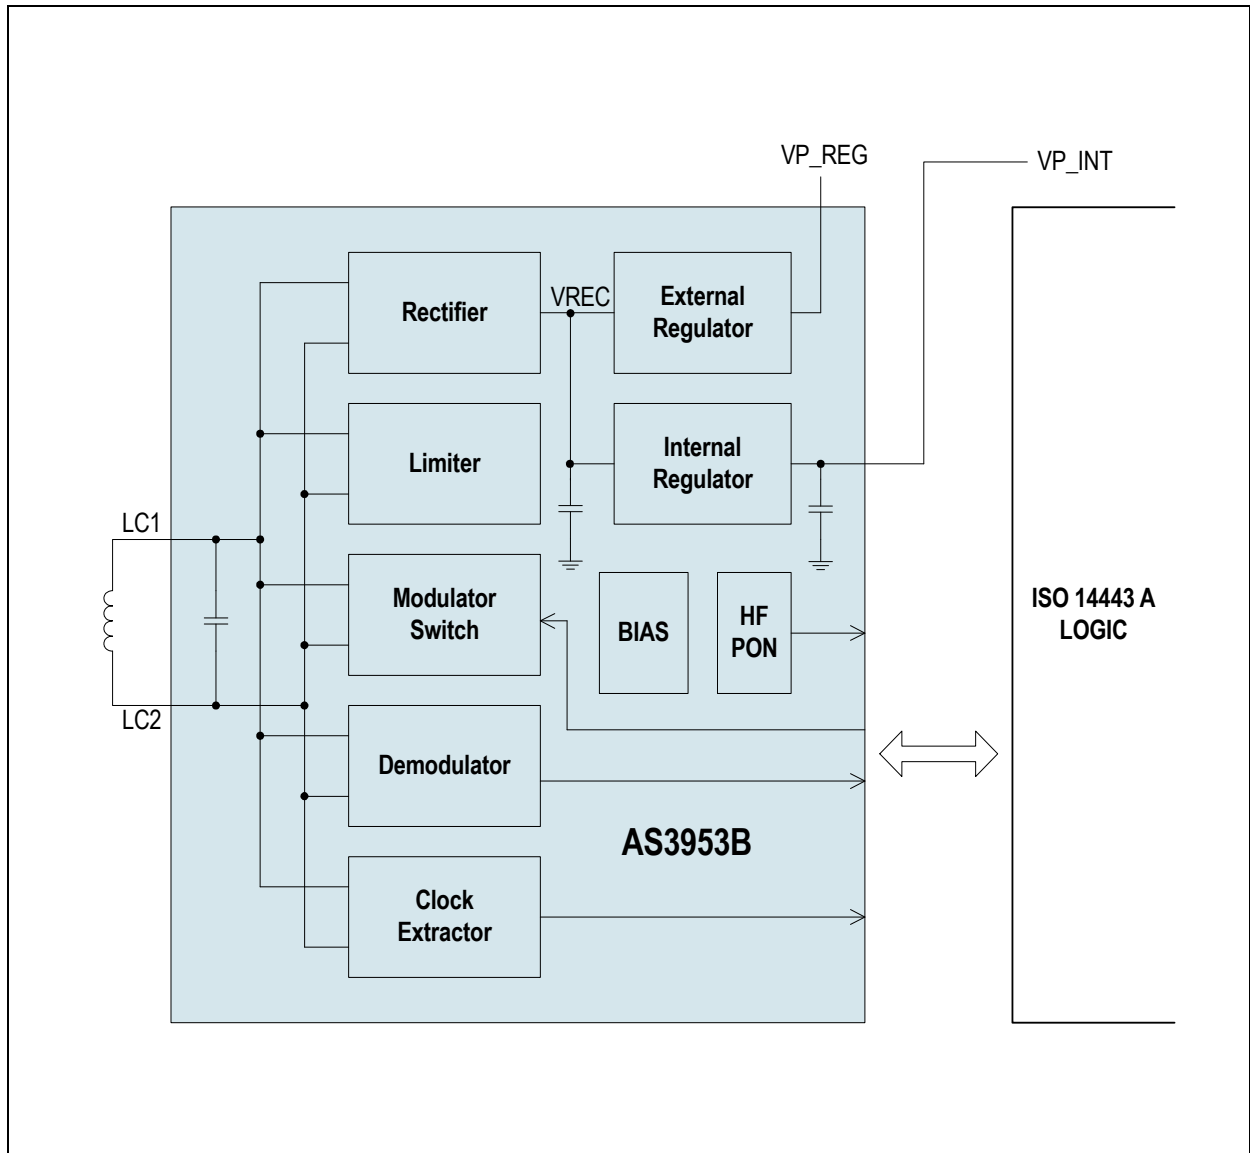 VP_REG
VP_INT
Rectifier
VREC
External
Regulator
Limiter
Internal
Regulator
LC1
Modulator
Switch
BIAS
HF
PON
ISO 14443 A
LOGIC
LC2
Demodulator
AS3953B
Clock
Extractor